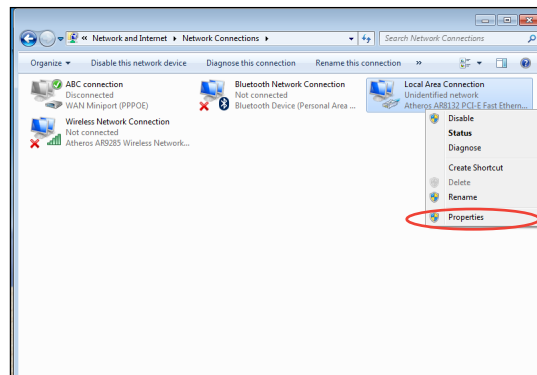 « Network and Internet ▸ Network Connections ▸
Search Network Connections
Organize ▾ Disable this network device Diagnose this connection Rename this connection »
ABC connection
Disconnected
WAN Miniport (PPPOE)
Bluetooth Network Connection
Not connected
Bluetooth Device (Personal Area ...
Local Area Connection
Unidentified network
Atheros AR8132 PCI-E Fast Ethern...
Wireless Network Connection
Not connected
Atheros AR9285 Wireless Network...
Disable
Status
Diagnose
Create Shortcut
Delete
Rename
Properties